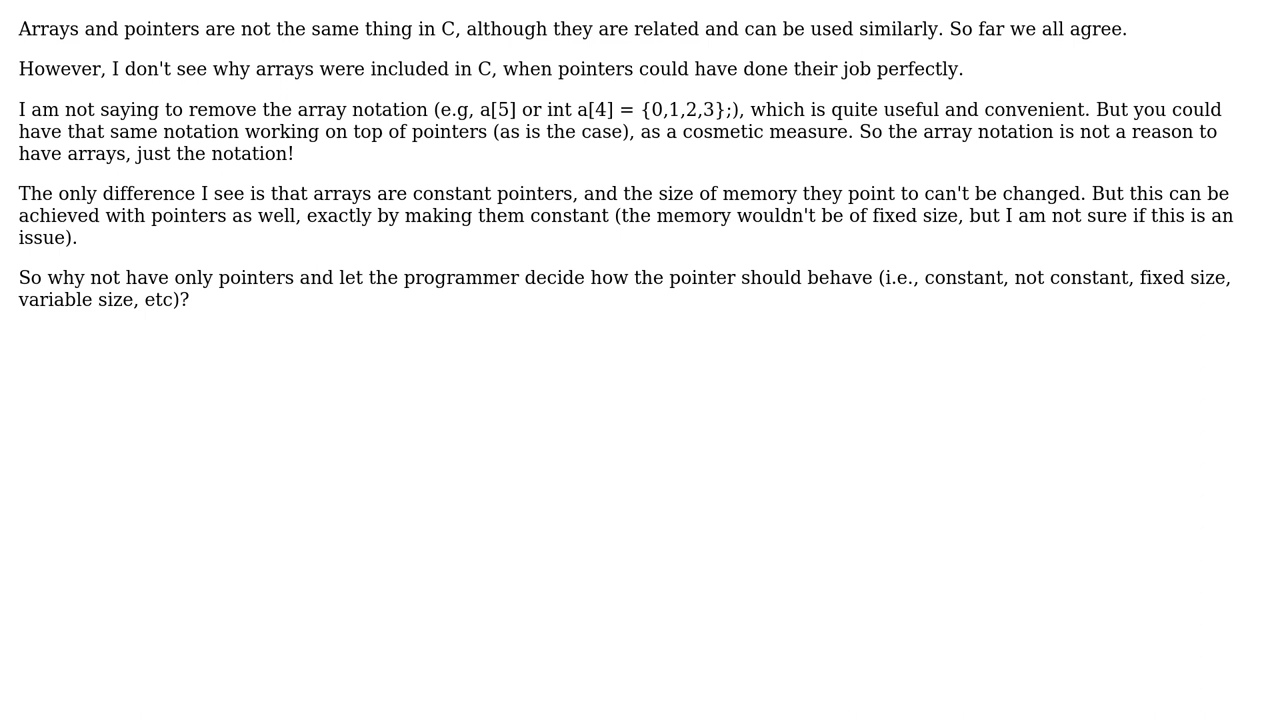 Arrays and pointers are not the same thing in C, although they are related and can be used similarly. So far we all agree.
However, I don't see why arrays were included in C, when pointers could have done their job perfectly.
I am not saying to remove the array notation (e.g, a[5] or int a[4] = {0,1,2,3};), which is quite useful and convenient. But you could
have that same notation working on top of pointers (as is the case), as a cosmetic measure. So the array notation is not a reason to
have arrays, just the notation!
The only difference I see is that arrays are constant pointers, and the size of memory they point to can't be changed. But this can be
achieved with pointers as well, exactly by making them constant (the memory wouldn't be of fixed size, but I am not sure if this is an
issue).
So why not have only pointers and let the programmer decide how the pointer should behave (i.e., constant, not constant, fixed size,
variable size, etc)?